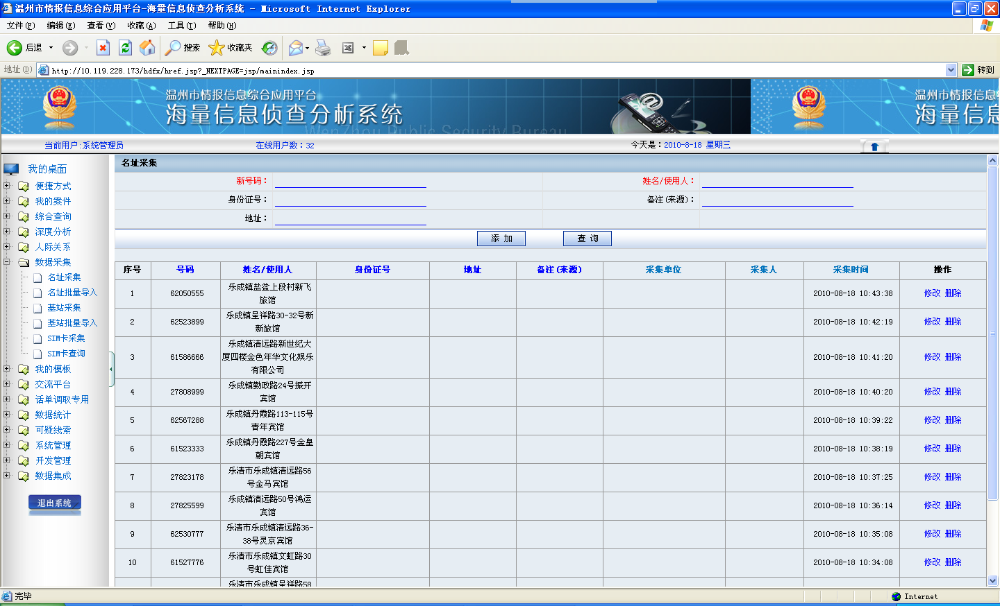 温州市情报信息综合应用平台-海量信息侦查分析系统 - Microsoft Internet Explorer
文件(F) 编辑(E) 查看(V) 收藏(A) 工具(T) 帮助(H)
后退 搜索 收藏夹
地址(D) http://10.119.228.173/hdfx/href.jsp?_NEXTPAGE=jsp/mainindex.jsp 转到
温州市情报信息综合应用平台 温州市情报信息
海量信息侦查分析系统 海量信息
WenZhou Public Security Bureau
当前用户:系统管理员 在线用户数：32 今天是：2010-8-18 星期三
我的桌面
便捷方式
我的案件
综合查询
深度分析
人际关系
数据采集
名址采集
名址批量导入
基站采集
基站批量导入
SIM卡采集
SIM卡查询
我的模板
交流平台
话单调取专用
数据统计
可疑线索
系统管理
开发管理
数据集成
退出系统
名址采集
新号码： 姓名/使用人：
身份证号： 备注(来源)：
地址：
添 加 查 询
序号 号码 姓名/使用人 身份证号 地址 备注(来源) 采集单位 采集人 采集时间 操作
1 62050555 乐成镇盐盆上段村新飞旅馆 2010-08-18 10:43:38 修改 删除
2 62523899 乐成镇呈祥路30-32号新新旅馆 2010-08-18 10:42:19 修改 删除
3 61586666 乐成镇清远路新世纪大厦四楼金色年华文化娱乐有限公司 2010-08-18 10:41:20 修改 删除
4 27808999 乐成镇勤政路24号振开宾馆 2010-08-18 10:40:20 修改 删除
5 62567288 乐成镇丹霞路113-115号青年宾馆 2010-08-18 10:39:22 修改 删除
6 61523333 乐成镇丹霞路227号金皇朝宾馆 2010-08-18 10:38:19 修改 删除
7 27823178 乐清市乐成镇清远路56号金马宾馆 2010-08-18 10:37:25 修改 删除
8 27825599 乐成镇清远路50号鸿运宾馆 2010-08-18 10:36:14 修改 删除
9 62530777 乐清市乐成镇清远路36-38号灵京宾馆 2010-08-18 10:35:08 修改 删除
10 61527776 乐清市乐成镇文虹路30号虹佳宾馆 2010-08-18 10:34:08 修改 删除
乐清市乐成镇呈祥路58
完毕 Internet